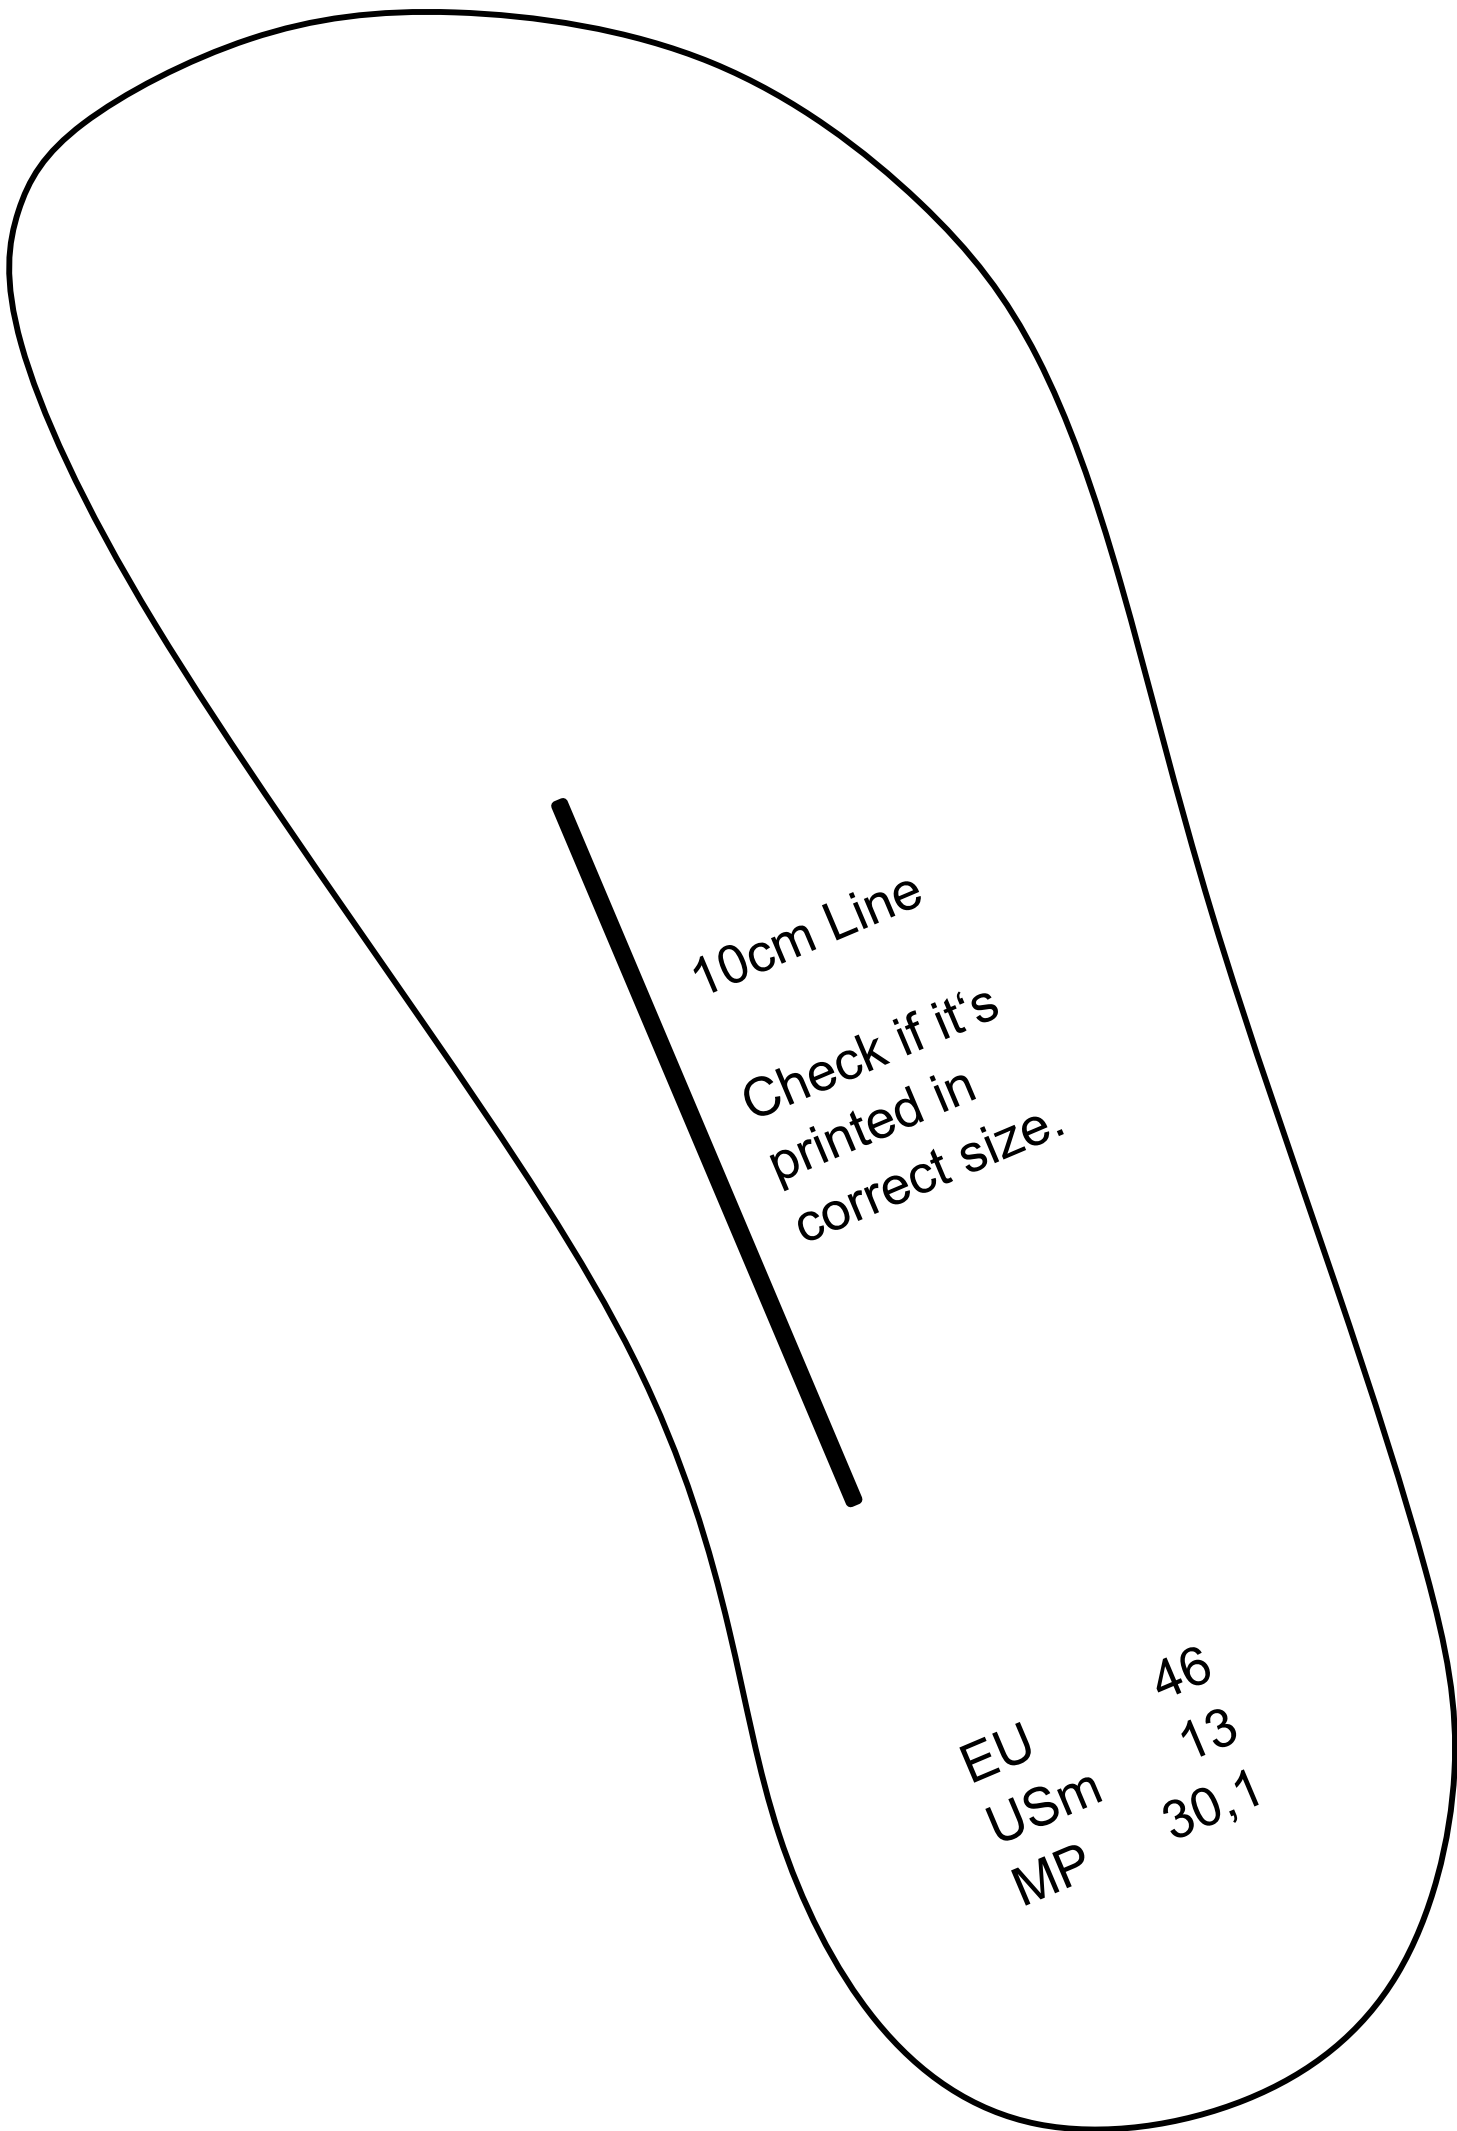 10cm Line
Check if it‘s
printed in
correct size.
EU 46
USm 13
MP 30,1